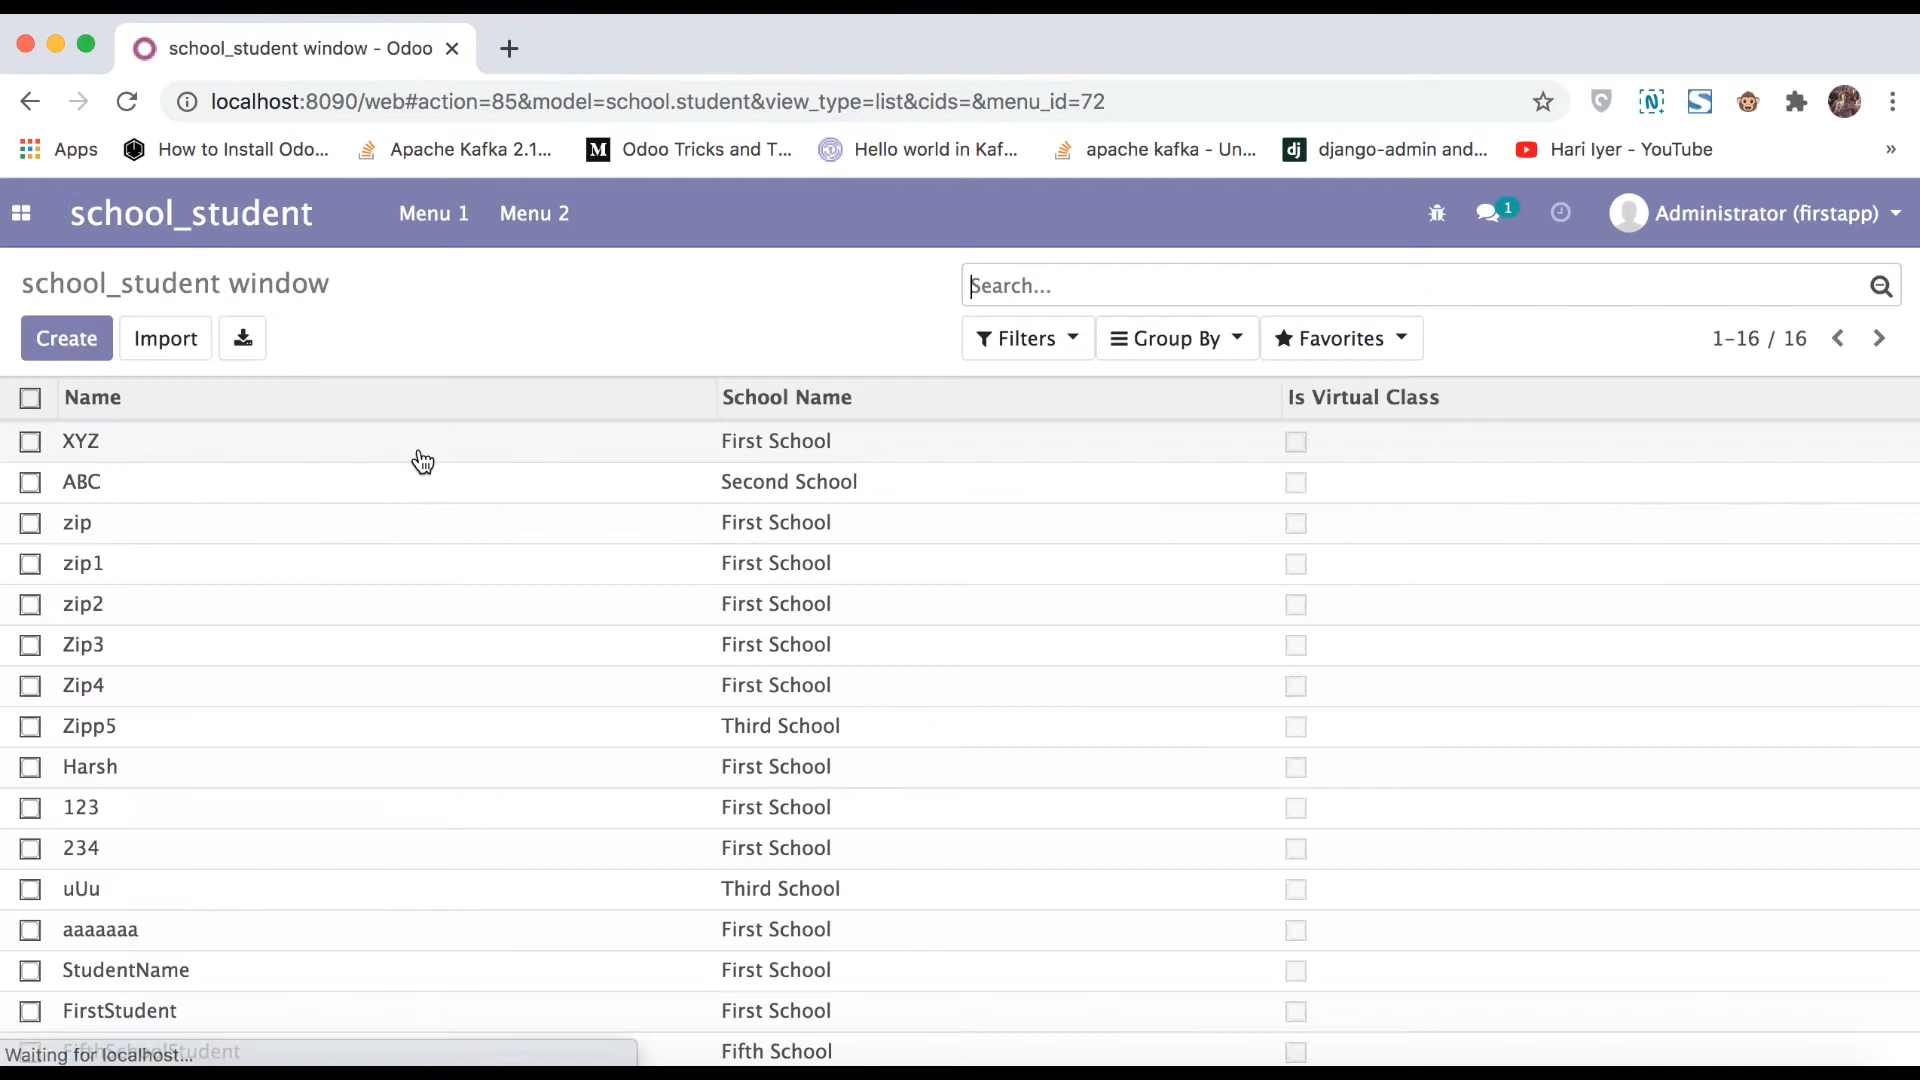 school_student window - Odoo
localhost:8090/web#action=85&model=school.student&view_type=list&cids=&menu_id=72
Apps How to Install Odo... Apache Kafka 2.1... M Odoo Tricks and T... Hello world in Kaf... apache kafka - Un... dj django-admin and... Hari Iyer - YouTube »
school_student Menu 1 Menu 2 1 Administrator (firstapp)
school_student window Search...
Create Import Filters Group By Favorites 1-16 / 16
Name School Name Is Virtual Class
XYZ First School
ABC Second School
zip First School
zip1 First School
zip2 First School
Zip3 First School
Zip4 First School
Zipp5 Third School
Harsh First School
123 First School
234 First School
uUu Third School
aaaaaaa First School
StudentName First School
FirstStudent First School
FifthSchoolStudent Fifth School
Waiting for localhost...